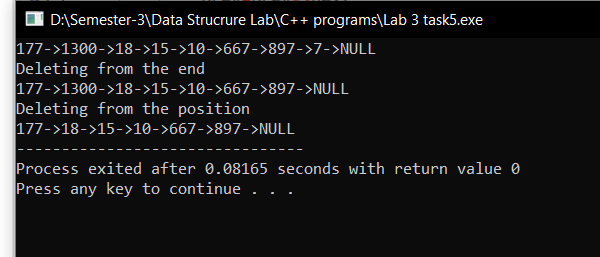 D:\Semester-3\Data Strucrure Lab\C++ programs\Lab 3 task5.exe
177->1300->18->15->10->667->897->7->NULL
Deleting from the end
177->1300->18->15->10->667->897->NULL
Deleting from the position
177->18->15->10->667->897->NULL
--------------------------------
Process exited after 0.08165 seconds with return value 0
Press any key to continue . . .